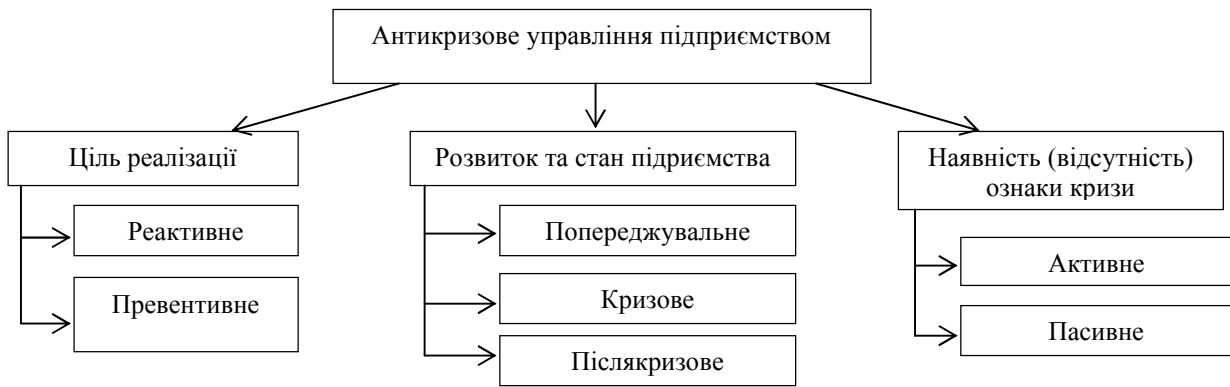 Антикризове управління підприємством
Ціль реалізації
Реактивне
Превентивне
Розвиток та стан підриємства
Попереджувальне
Кризове
Післякризове
Наявність (відсутність)
ознаки кризи
Активне
Пасивне